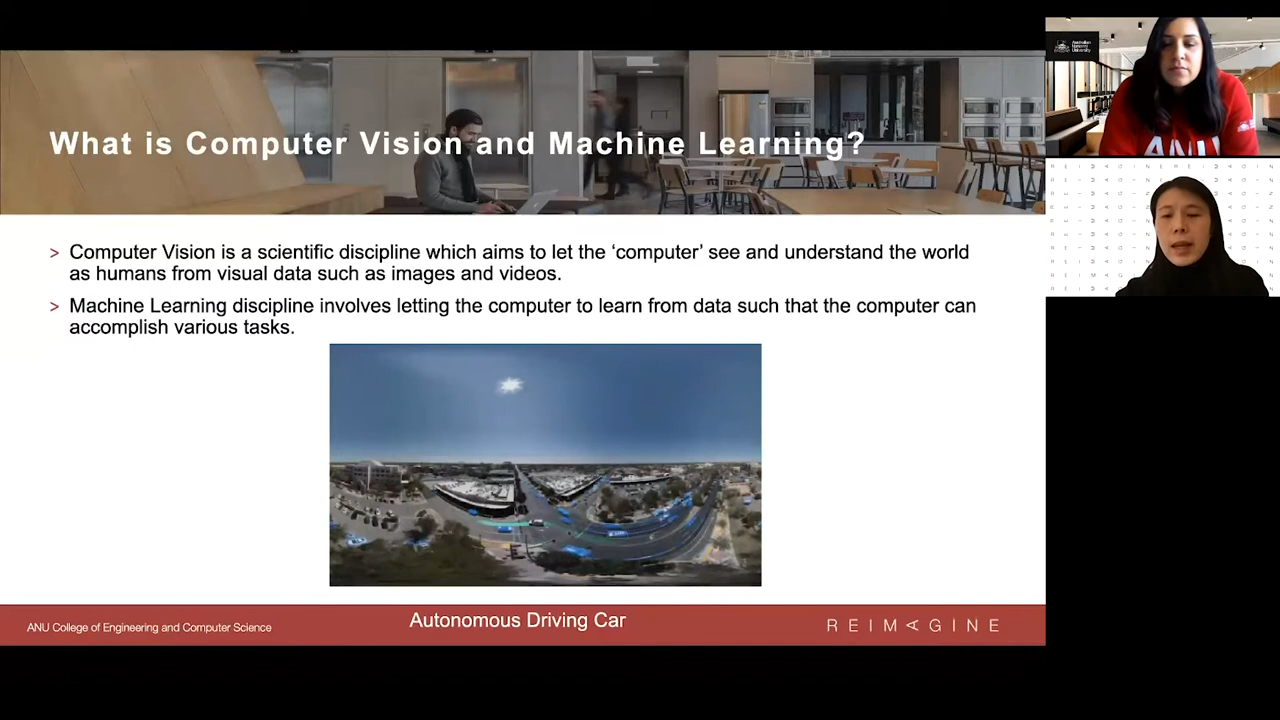 What is Computer Vision and Machine Learning?
> Computer Vision is a scientific discipline which aims to let the ‘computer’ see and understand the world
as humans from visual data such as images and videos.
> Machine Learning discipline involves letting the computer to learn from data such that the computer can
accomplish various tasks.
Autonomous Driving Car
ANU College of Engineering and Computer Science
REIMAGINE
Australian
National
University
ANU